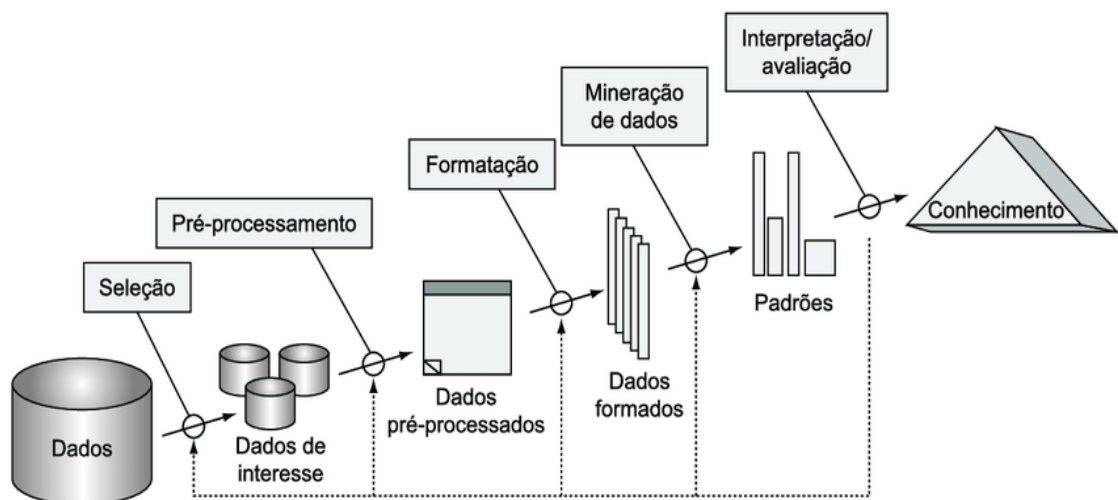 Interpretação/
avaliação
Mineração
de dados
Formatação
Pré-processamento
Seleção
Conhecimento
Padrões
Dados
formados
Dados
pré-processados
Dados de
interesse
Dados